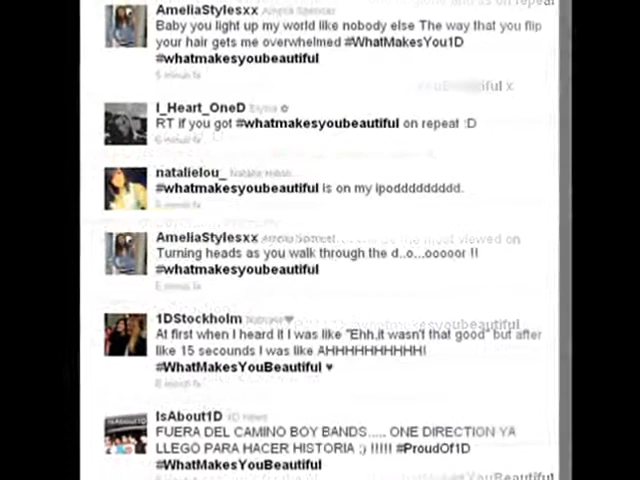 AmeliaStylesxx
Baby you light up my world like nobody else The way that you flip
your hair gets me overwhelmed #WhatMakesYou1D
#whatmakesyoubeautiful
I_Heart_OneD
RT if you got #whatmakesyoubeautiful on repeat :D
natalielou_
#whatmakesyoubeautiful is on my ipodddddddddd.
AmeliaStylesxx
Turning heads as you walk through the d..o...ooooor !!
#whatmakesyoubeautiful
1DStockholm
At first when I heard it I was like "Ehh,it wasn't that good" but after
like 15 secounds I was like AHHHHHHHHHH!
#WhatMakesYouBeautiful ♥
IsAbout1D 1D news
FUERA DEL CAMINO BOY BANDS..... ONE DIRECTION YA
LLEGÓ PARA HACER HISTORIA ;) !!!!! #ProudOf1D
#WhatMakesYouBeautiful